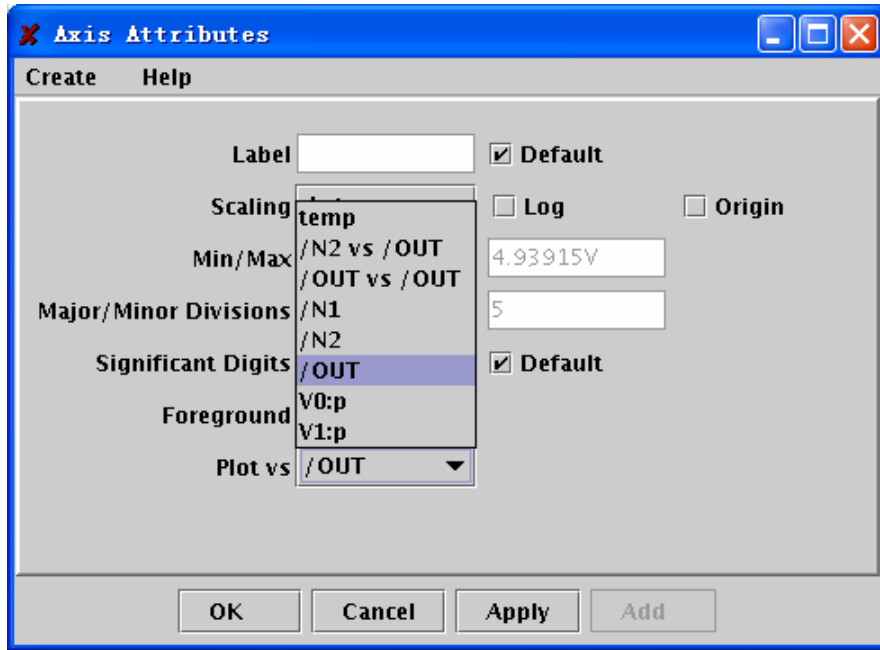 Axis Attributes
Create Help
Label Default
Scaling Log Origin
temp
/N2 vs /OUT
Min/Max 4.93915V
/OUT vs /OUT
Major/Minor Divisions /N1 5
/N2
Significant Digits /OUT Default
V0:p
Foreground
V1:p
Plot vs /OUT
OK Cancel Apply Add